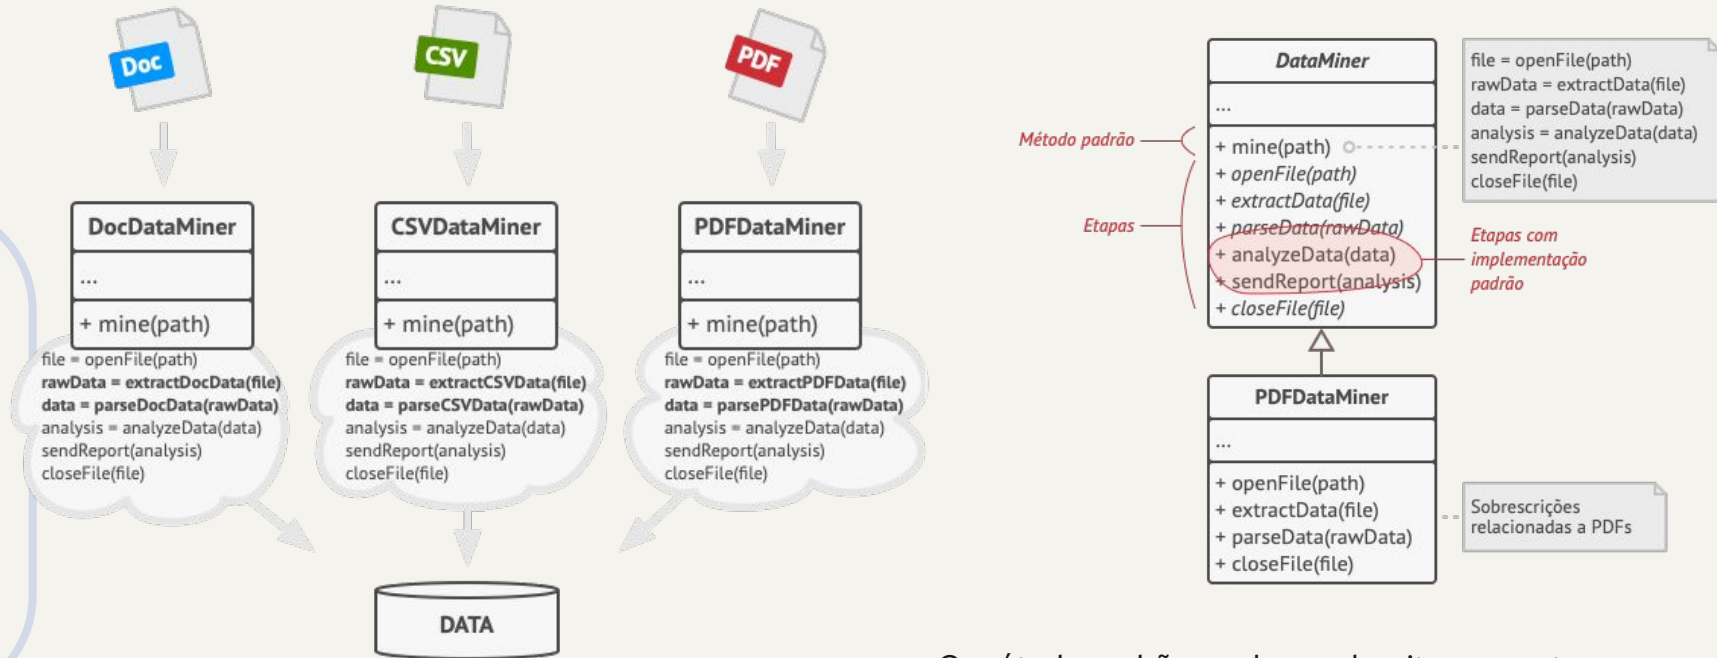 Doc
CSV
PDF
DocDataMiner
...
+ mine(path)
file = openFile(path)
rawData = extractDocData(file)
data = parseDocData(rawData)
analysis = analyzeData(data)
sendReport(analysis)
closeFile(file)
CSVDataMiner
...
+ mine(path)
file = openFile(path)
rawData = extractCSVData(file)
data = parseCSVData(rawData)
analysis = analyzeData(data)
sendReport(analysis)
closeFile(file)
PDFDataMiner
...
+ mine(path)
file = openFile(path)
rawData = extractPDFData(file)
data = parsePDFData(rawData)
analysis = analyzeData(data)
sendReport(analysis)
closeFile(file)
DATA
DataMiner
...
Método padrão
+ mine(path)
+ openFile(path)
+ extractData(file)
+ parseData(rawData)
+ analyzeData(data)
+ sendReport(analysis)
+ closeFile(file)
Etapas
file = openFile(path)
rawData = extractData(file)
data = parseData(rawData)
analysis = analyzeData(data)
sendReport(analysis)
closeFile(file)
Etapas com
implementação
padrão
PDFDataMiner
...
+ openFile(path)
+ extractData(file)
+ parseData(rawData)
+ closeFile(file)
Sobrescrições
relacionadas a PDFs